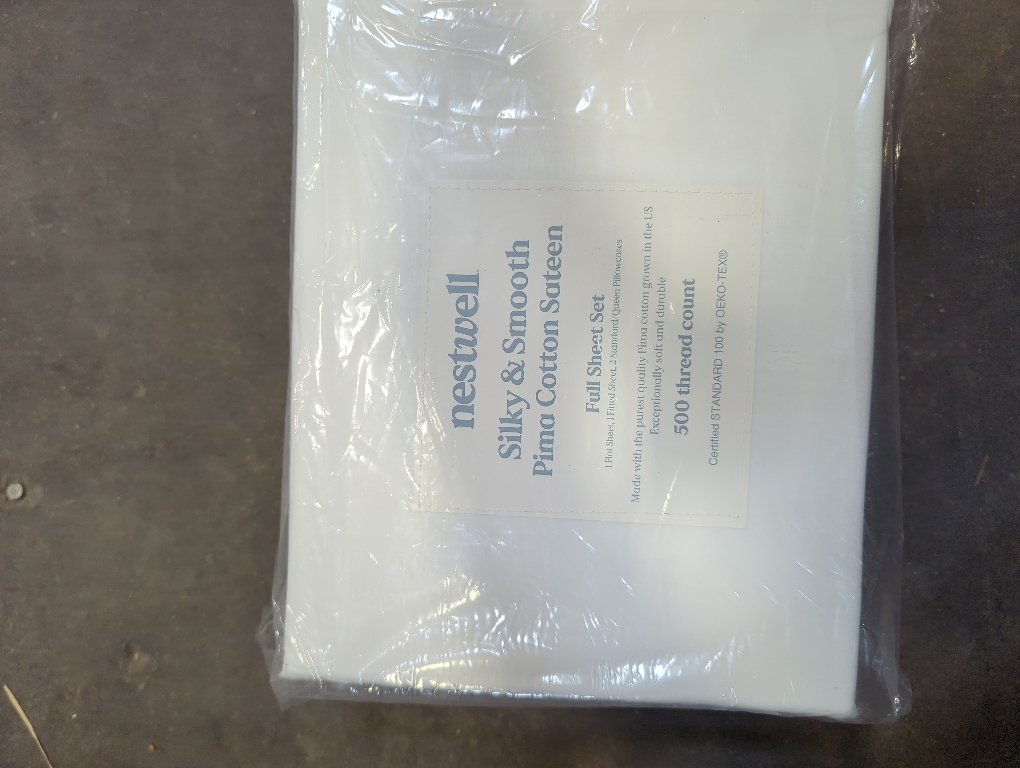 nestwell
Silky & Smooth
Pima Cotton Sateen
Full Sheet Set
1 Flat Sheet, 1 Fitted Sheet, 2 Standard/Queen Pillowcases
Made with the purest quality Pima cotton grown in the US
Exceptionally soft and durable
500 thread count
Certified STANDARD 100 by OEKO-TEX®